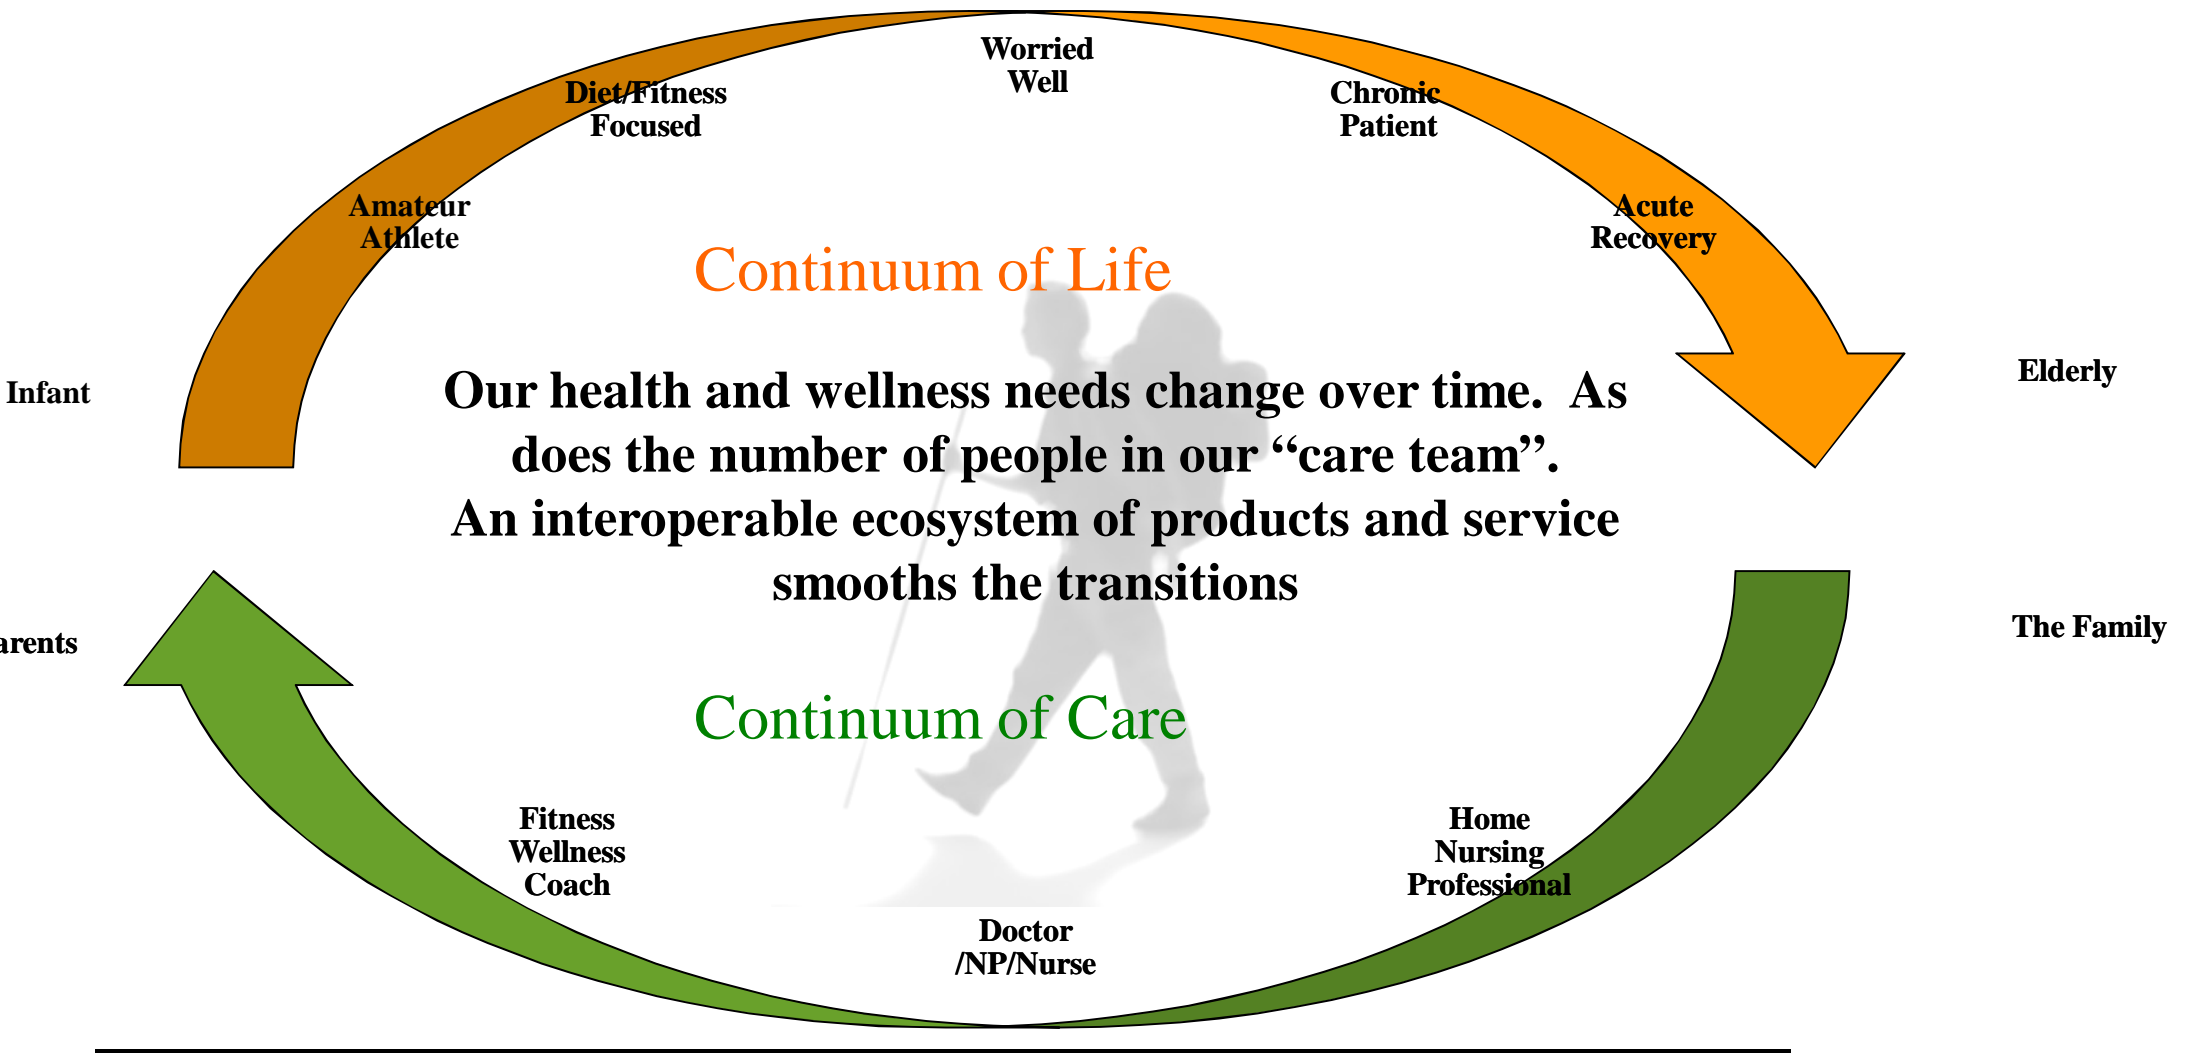 Worried
Well
Diet/Fitness
Focused
Chronic
Patient
Amateur
Athlete
Acute
Recovery
Continuum of Life
Infant
Elderly
Our health and wellness needs change over time.  As
does the number of people in our “care team”.
An interoperable ecosystem of products and service
smooths the transitions
arents
The Family
Continuum of Care
Fitness
Wellness
Coach
Home
Nursing
Professional
Doctor
/NP/Nurse